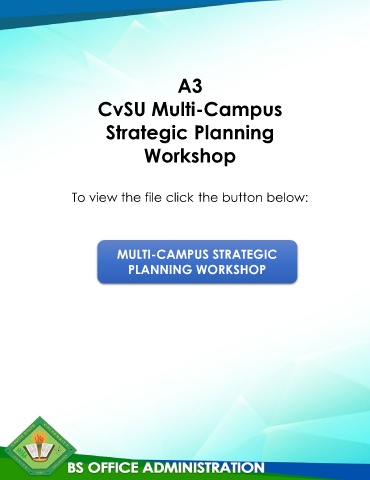 A3
CvSU Multi-Campus
Strategic Planning
Workshop
To view the file click the button below:
MULTI-CAMPUS STRATEGIC
PLANNING WORKSHOP
BS OFFICE ADMINISTRATION